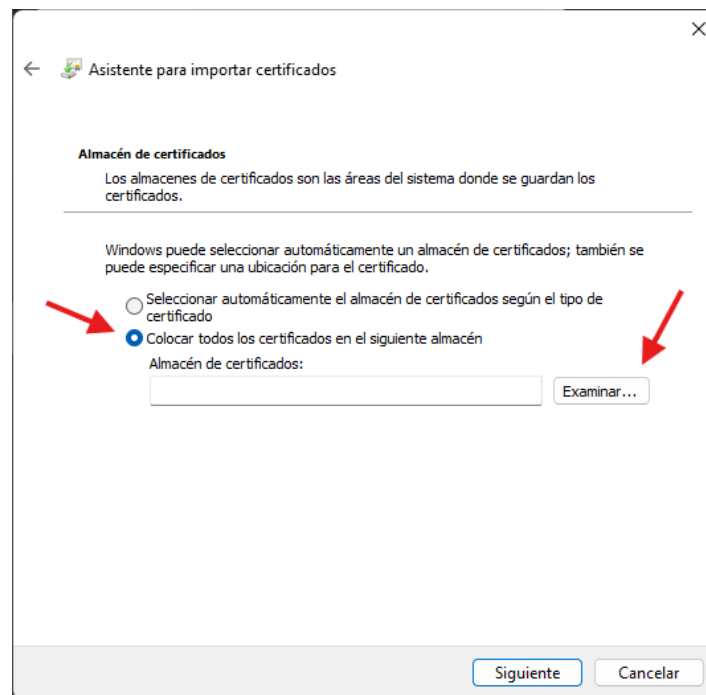 Asistente para importar certificados
Almacén de certificados
Los almacenes de certificados son las áreas del sistema donde se guardan los
certificados.
Windows puede seleccionar automáticamente un almacén de certificados; también se
puede especificar una ubicación para el certificado.
Seleccionar automáticamente el almacén de certificados según el tipo de
certificado
Colocar todos los certificados en el siguiente almacén
Almacén de certificados:
Examinar...
Siguiente
Cancelar